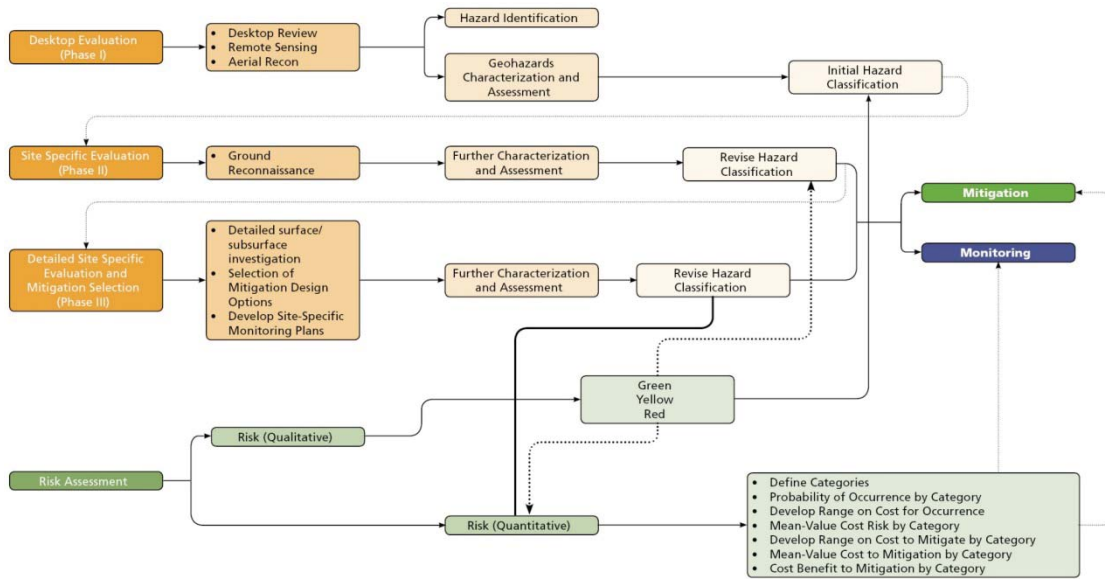 Desktop Evaluation
(Phase I)
• Desktop Review
• Remote Sensing
• Aerial Recon
Hazard Identification
Geohazards
Characterization and
Assessment
Initial Hazard
Classification
Site Specific Evaluation
(Phase II)
• Ground
Reconnaissance
Further Characterization
and Assessment
Revise Hazard
Classification
Mitigation
Monitoring
Detailed Site Specific
Evaluation and
Mitigation Selection
(Phase III)
• Detailed surface/
subsurface
investigation
• Selection of
Mitigation Design
Options
• Develop Site-Specific
Monitoring Plans
Further Characterization
and Assessment
Revise Hazard
Classification
Green
Yellow
Red
Risk (Qualitative)
Risk Assessment
Risk (Quantitative)
• Define Categories
• Probability of Occurrence by Category
• Develop Range on Cost for Occurrence
• Mean-Value Cost Risk by Category
• Develop Range on Cost to Mitigate by Category
• Mean-Value Cost to Mitigation by Category
• Cost Benefit to Mitigation by Category